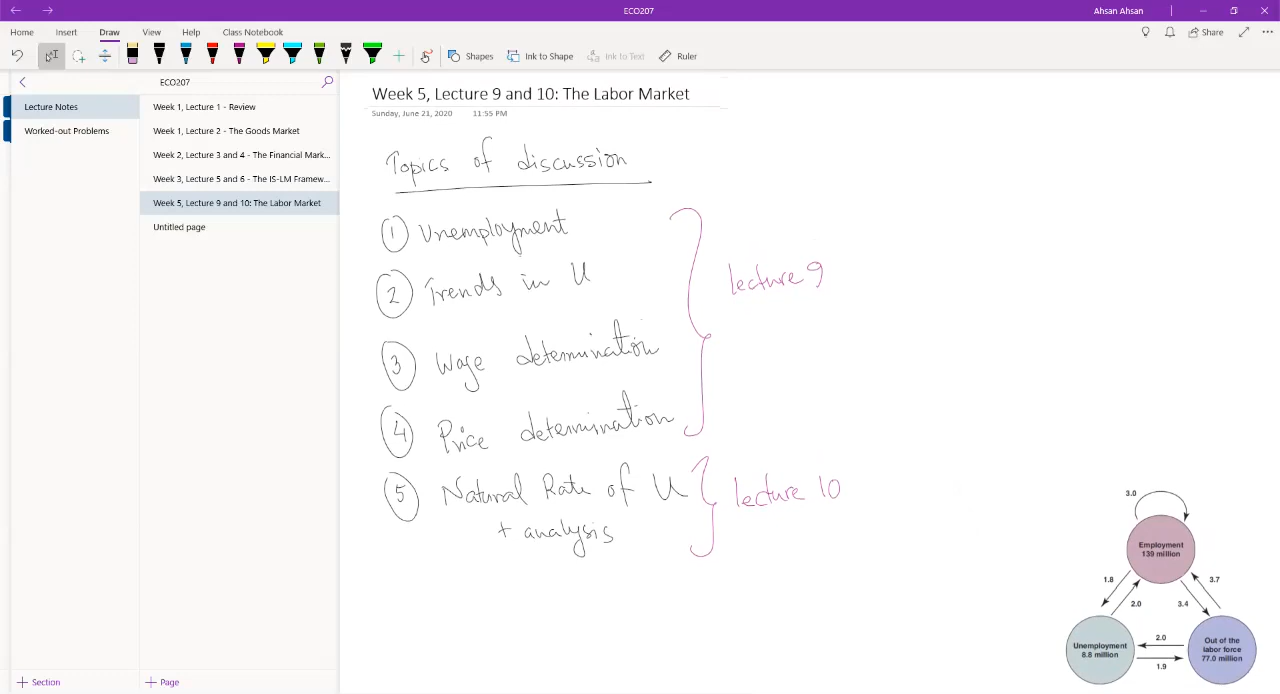 ECO207
Ahsan Ahsan
Home Insert Draw View Help Class Notebook
Share
Shapes Ink to Shape Ink to Text Ruler
ECO207
Lecture Notes
Worked-out Problems
Week 1, Lecture 1 - Review
Week 1, Lecture 2 - The Goods Market
Week 2, Lecture 3 and 4 - The Financial Mark...
Week 3, Lecture 5 and 6 - The IS-LM Framew...
Week 5, Lecture 9 and 10: The Labor Market
Untitled page
Section
Page
Week 5, Lecture 9 and 10: The Labor Market
Sunday, June 21, 2020 11:55 PM
Topics of discussion
1 Unemployment
2 Trends in U
3 Wage determination
4 Price determination
lecture 9
5 Natural Rate of U
+ analysis
lecture 10
3.0
Employment
139 million
1.8
2.0
3.4
3.7
Unemployment
8.8 million
2.0
1.9
Out of the
labor force
77.0 million